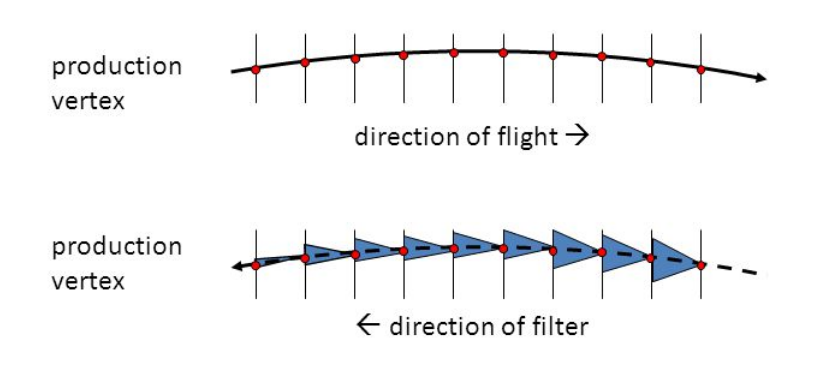 production
vertex
direction of flight →
production
vertex
← direction of filter